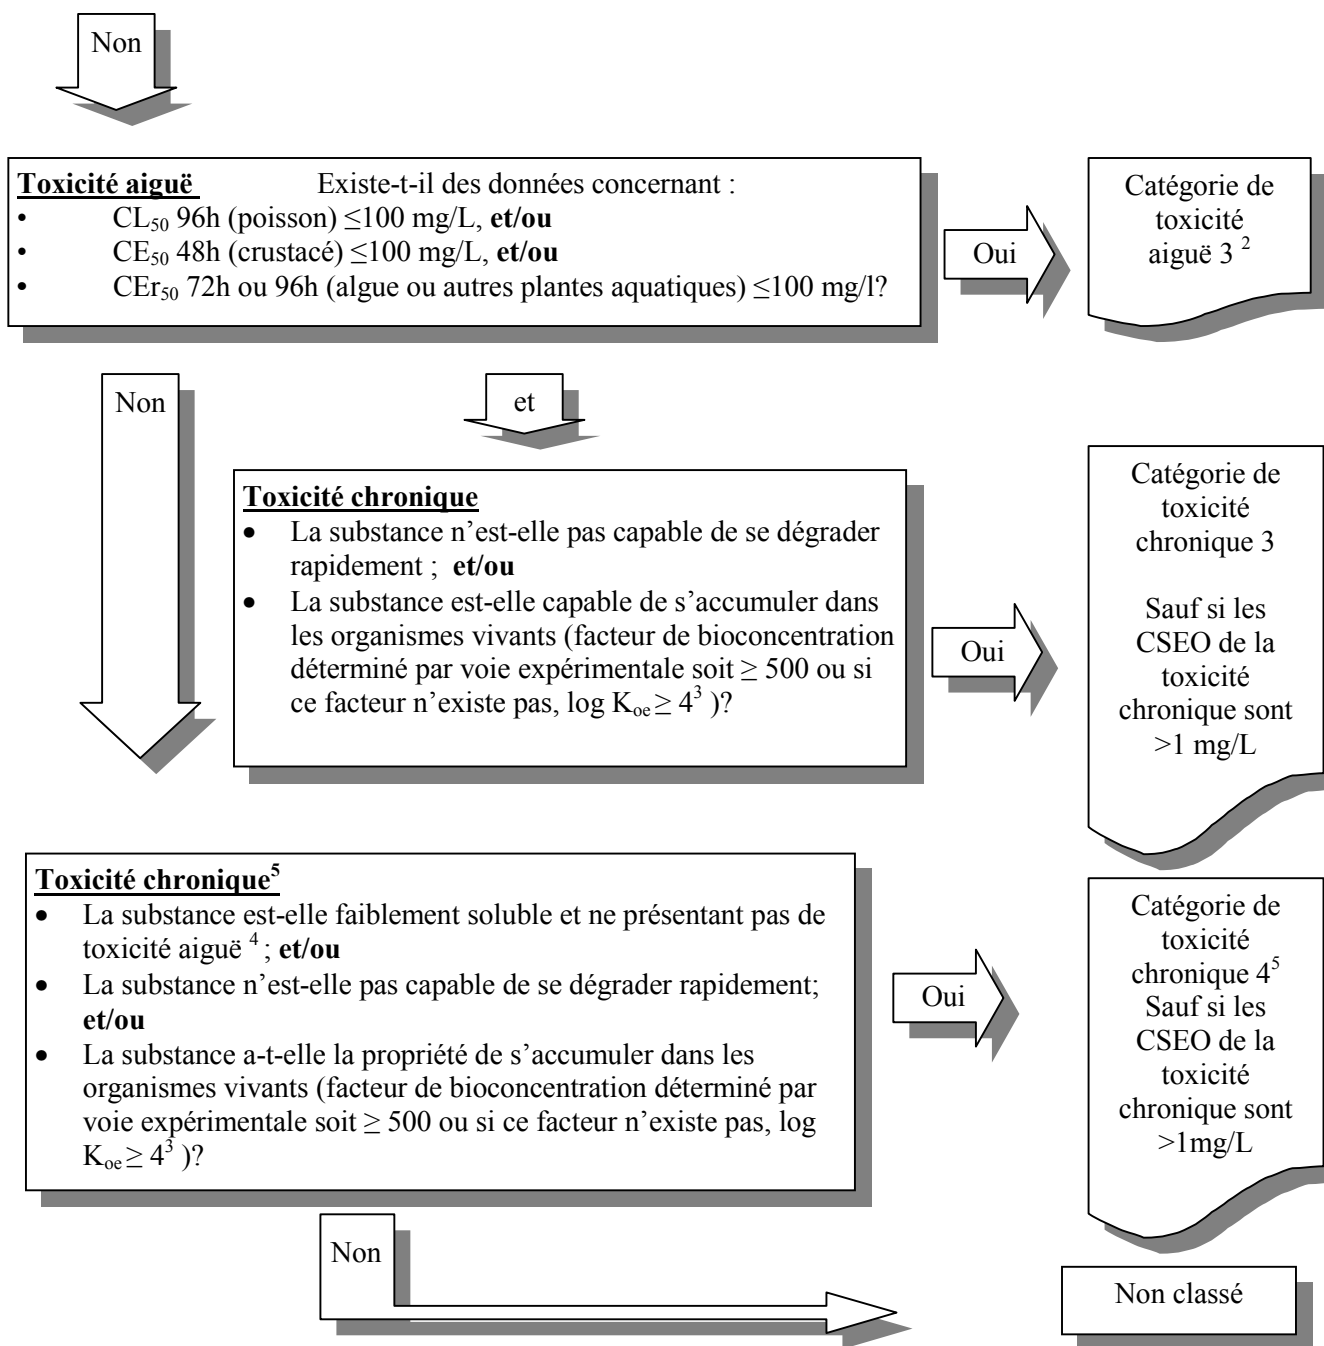 Non
Toxicité aiguë Existe-t-il des données concernant :
• CL50 96h (poisson) ≤100 mg/L, et/ou
• CE50 48h (crustacé) ≤100 mg/L, et/ou
• CEr50 72h ou 96h (algue ou autres plantes aquatiques) ≤100 mg/l?
Oui
Catégorie de
toxicité
aiguë 3 2
Non
et
Toxicité chronique
• La substance n’est-elle pas capable de se dégrader
rapidement ; et/ou
• La substance est-elle capable de s’accumuler dans
les organismes vivants (facteur de bioconcentration
déterminé par voie expérimentale soit ≥ 500 ou si
ce facteur n’existe pas, log Koe ≥ 43 )?
Oui
Catégorie de
toxicité
chronique 3
Sauf si les
CSEO de la
toxicité
chronique sont
>1 mg/L
Toxicité chronique5
• La substance est-elle faiblement soluble et ne présentant pas de
toxicité aiguë 4 ; et/ou
• La substance n’est-elle pas capable de se dégrader rapidement;
et/ou
• La substance a-t-elle la propriété de s’accumuler dans les
organismes vivants (facteur de bioconcentration déterminé par
voie expérimentale soit ≥ 500 ou si ce facteur n’existe pas, log
Koe ≥ 43 )?
Oui
Catégorie de
toxicité
chronique 45
Sauf si les
CSEO de la
toxicité
chronique sont
>1mg/L
Non
Non classé